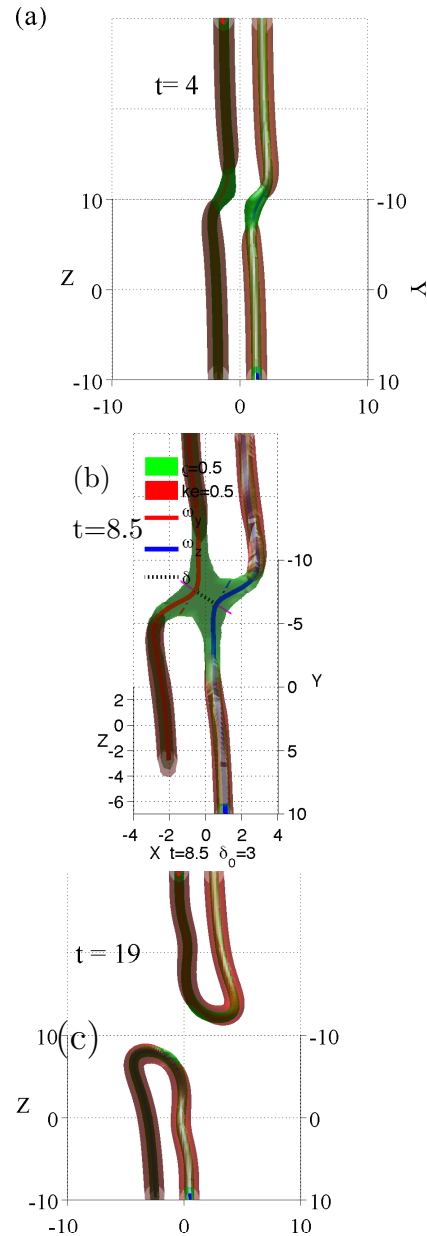 (a)
t= 4
10 -10
Z 0 0 Y
-10 10
-10 0 10
(b)
=0.5
ke=0.5
t=8.5 ω_y
ω_z -10
δ
-5
2 0 Y
0
Z -2 5
-4
-6 10
-4 -2 0 2 4
X t=8.5 δ_0=3
t = 19
10 (c) -10
Z 0 0
-10 10
-10 0 10